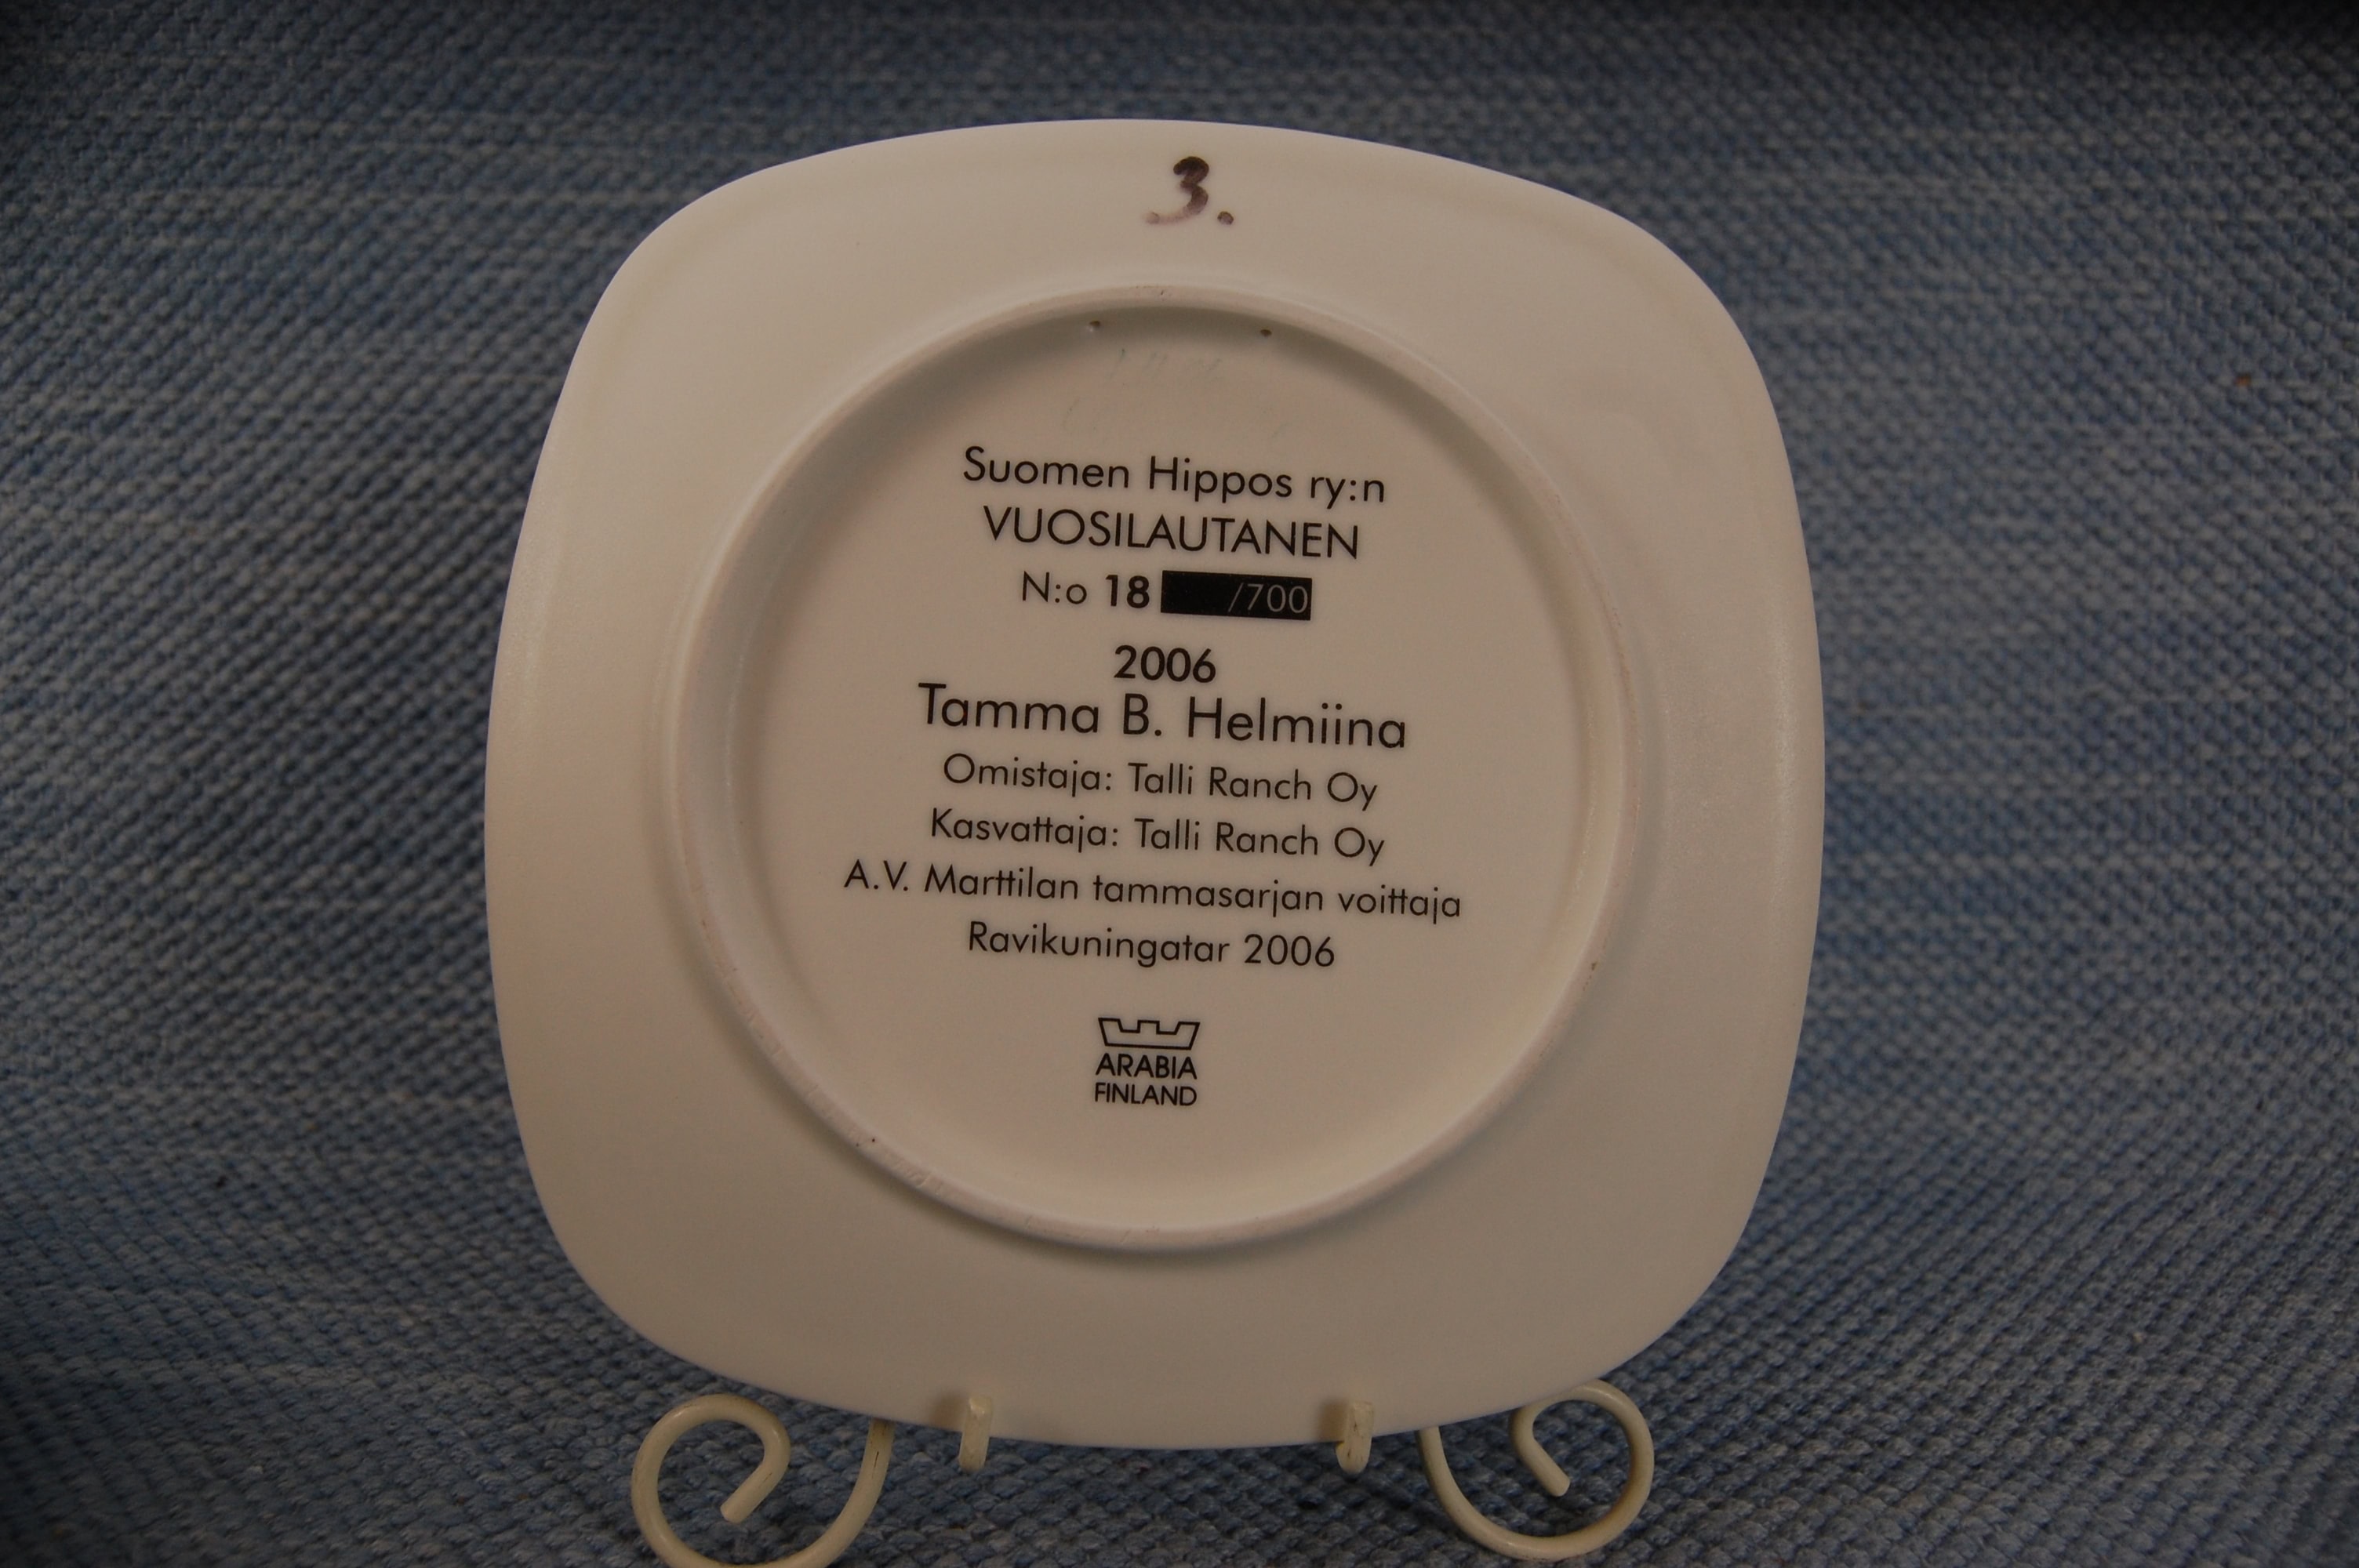 3.
Suomen Hippos ry:n
VUOSILAUTANEN
N:o 18 /700
2006
Tamma B. Helmiina
Omistaja: Talli Ranch Oy
Kasvattaja: Talli Ranch Oy
A.V. Marttilan tammasarjan voittaja
Ravikuningatar 2006
ARABIA
FINLAND